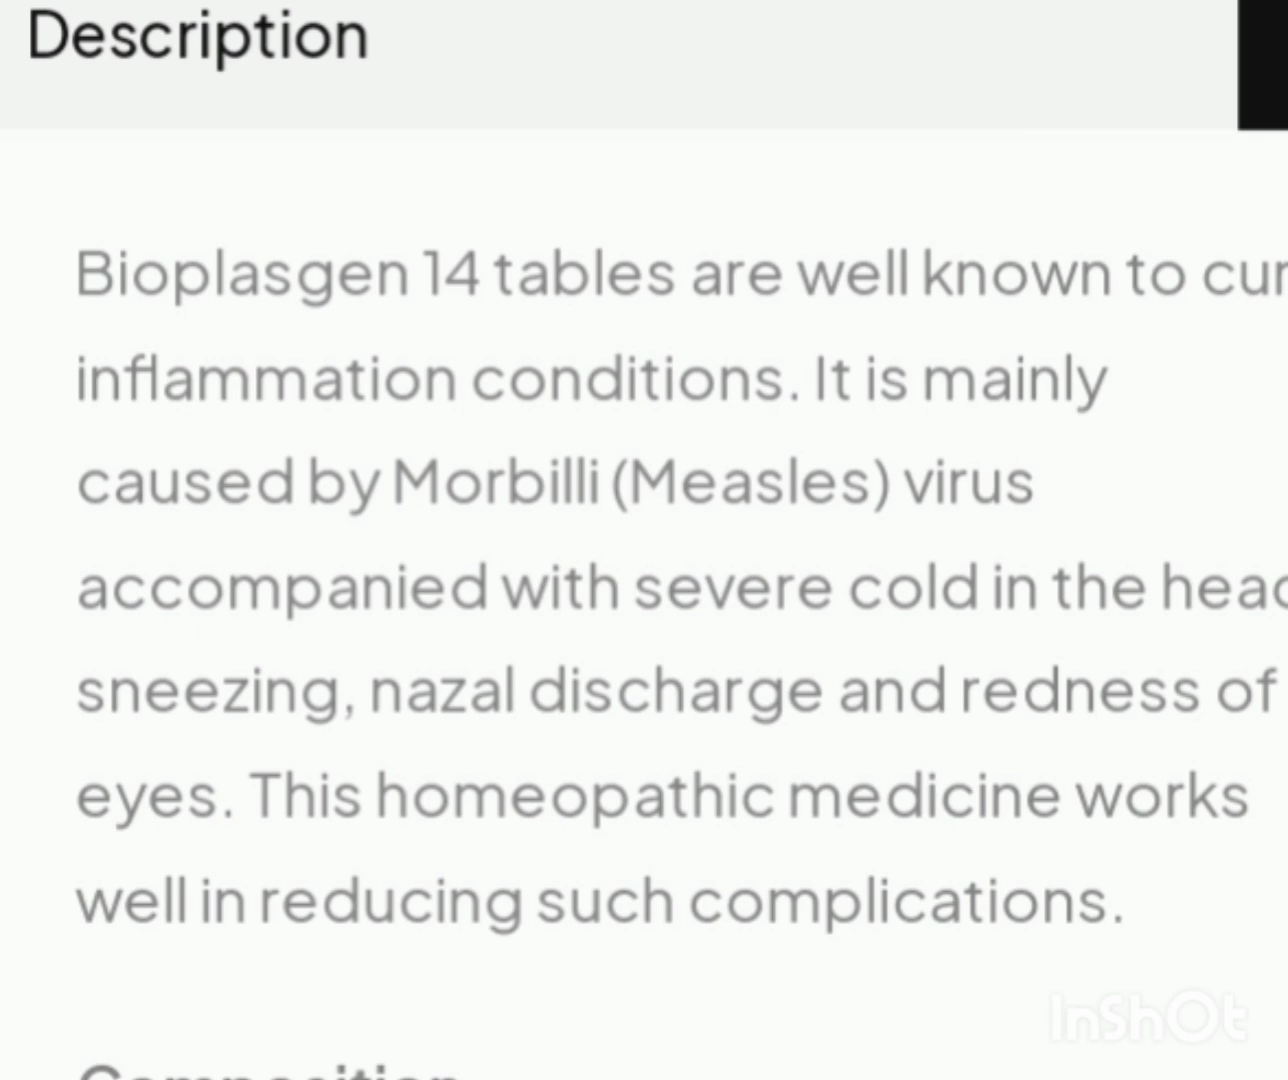 Description
Bioplasgen 14 tables are well known to
inflammation conditions. It is mainly
caused by Morbilli (Measles) virus
accompanied with severe cold in the
sneezing, nazal discharge and redness of
eyes. This homeopathic medicine works
well in reducing such complications.
InShOt